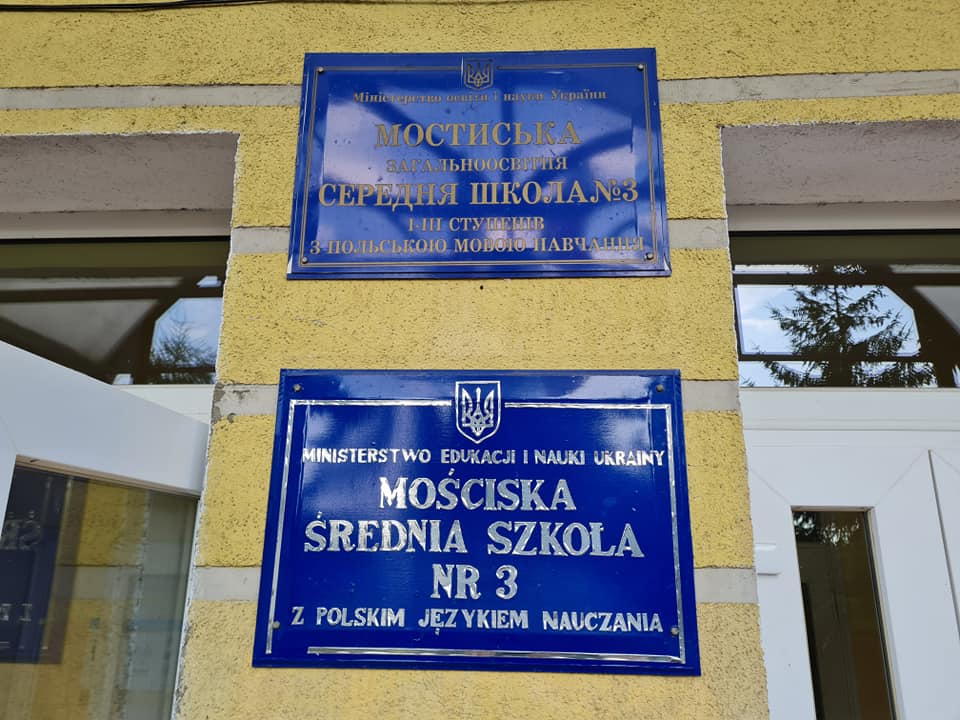 Міністерство освіти і науки України
МОСТИСЬКА
ЗАГАЛЬНООСВІТНЯ
СЕРЕДНЯ ШКОЛА №3
І-ІІІ СТУПЕНІВ
З ПОЛЬСЬКОЮ МОВОЮ НАВЧАННЯ
MINISTERSTWO EDUKACJI I NAUKI UKRAINY
MOŚCISKA
ŚREDNIA SZKOŁA
NR 3
Z POLSKIM JĘZYKIEM NAUCZANIA